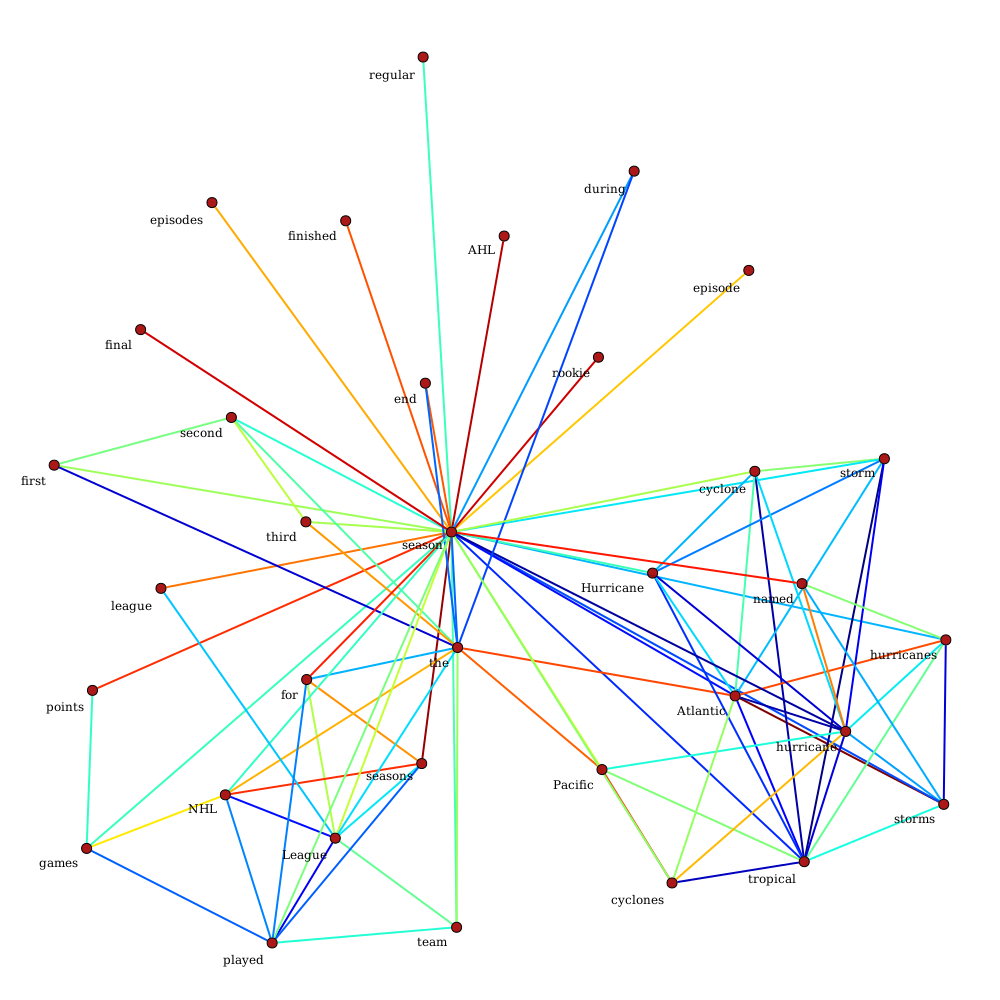 regular
during
episodes
finished
AHL
episode
final
rookie
end
second
storm
first
cyclone
third
season
Hurricane
named
league
hurricanes
the
for
points
Atlantic
hurricane
seasons
Pacific
NHL
storms
League
games
tropical
cyclones
team
played